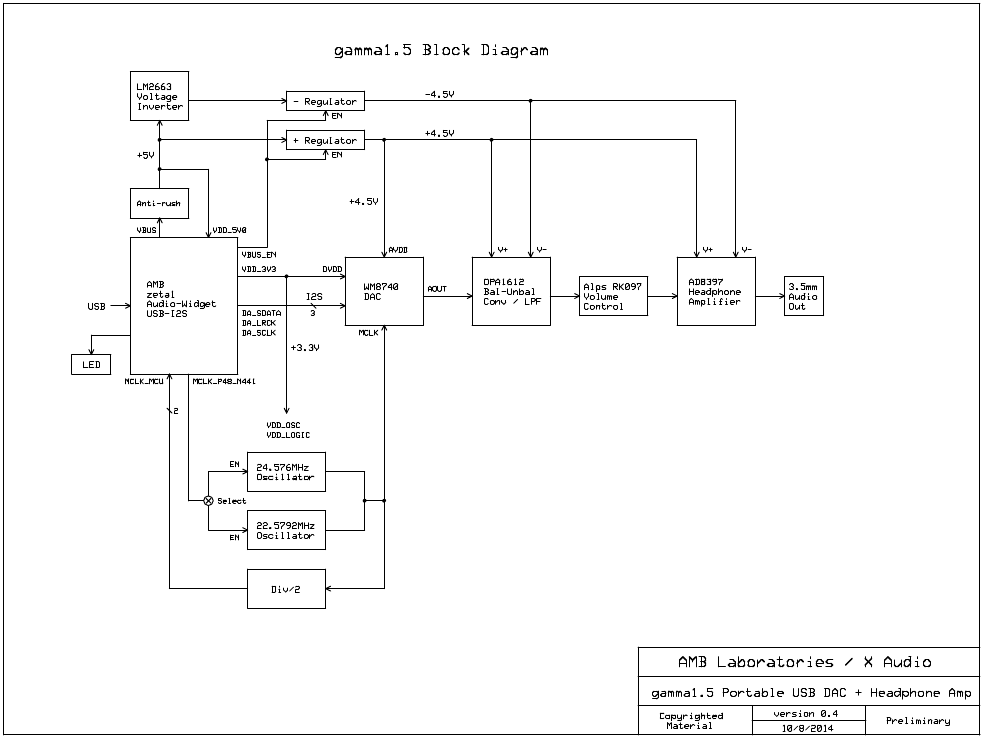 gamma1.5 Block Diagram
LM2663
Voltage
Inverter
- Regulator
EN
-4.5V
+ Regulator
EN
+4.5V
+5V
Anti-rush
VBUS
VDD_5V0
+4.5V
VBUS_EN
VDD_3V3
DVDD
AVDD
V+
V-
V+
V-
AMB
zeta1
Audio-Widget
USB-I2S
USB
LED
I2S
3
DA_SDATA
DA_LRCK
DA_SCLK
+3.3V
WM8740
DAC
MCLK
AOUT
OPA1612
Bal-Unbal
Conv / LPF
Alps RK097
Volume
Control
AD8397
Headphone
Amplifier
3.5mm
Audio
Out
MCLK_MCU
MCLK_P48_N441
2
VDD_OSC
VDD_LOGIC
EN
24.576MHz
Oscillator
Select
EN
22.5792MHz
Oscillator
Div/2
AMB Laboratories / X Audio
gamma1.5 Portable USB DAC + Headphone Amp
Copyrighted
Material
version 0.4
10/8/2014
Preliminary